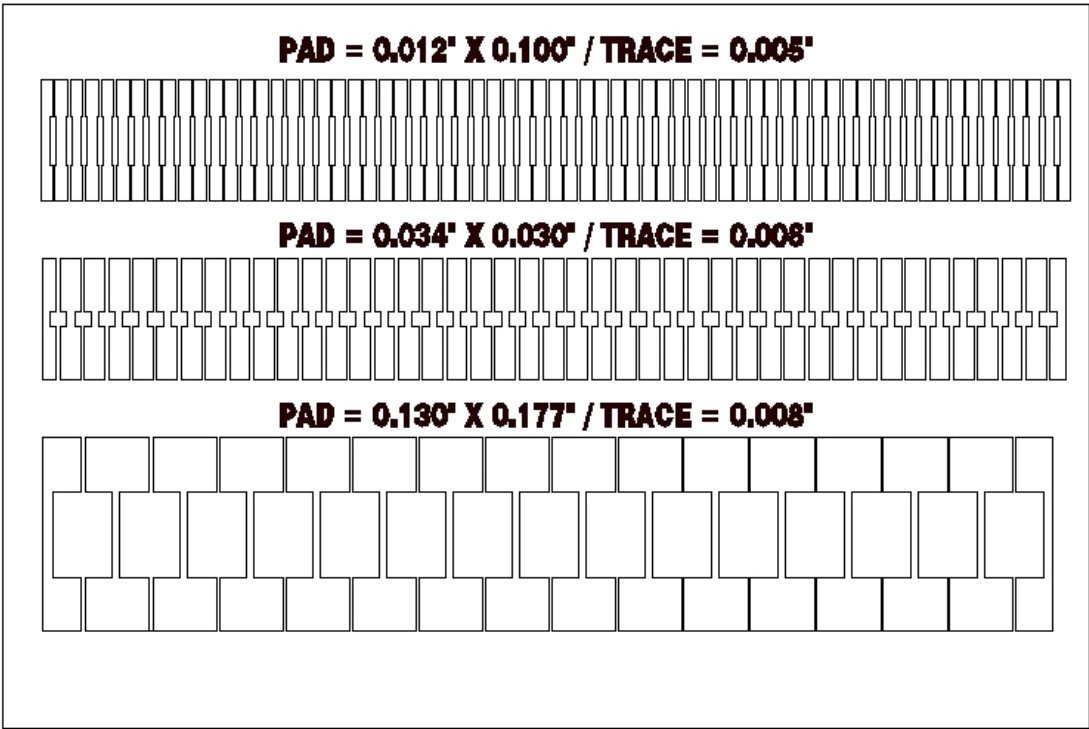 PAD = 0.012" X 0.100" / TRACE = 0.005"
PAD = 0.034" X 0.030" / TRACE = 0.006"
PAD = 0.130" X 0.177" / TRACE = 0.008"